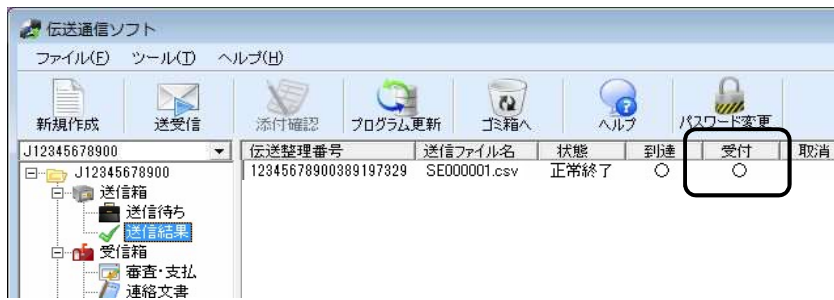 伝送通信ソフト
ファイル(F) ツール(T) ヘルプ(H)
新規作成 送受信 添付確認 プログラム更新 ゴミ箱へ ヘルプ パスワード変更
J12345678900
伝送整理番号 送信ファイル名 状態 到達 受付 取消
12345678900389197329 SE000001.csv 正常終了 ○ ○
J12345678900
送信箱
送信待ち
送信結果
受信箱
審査・支払
連絡文書